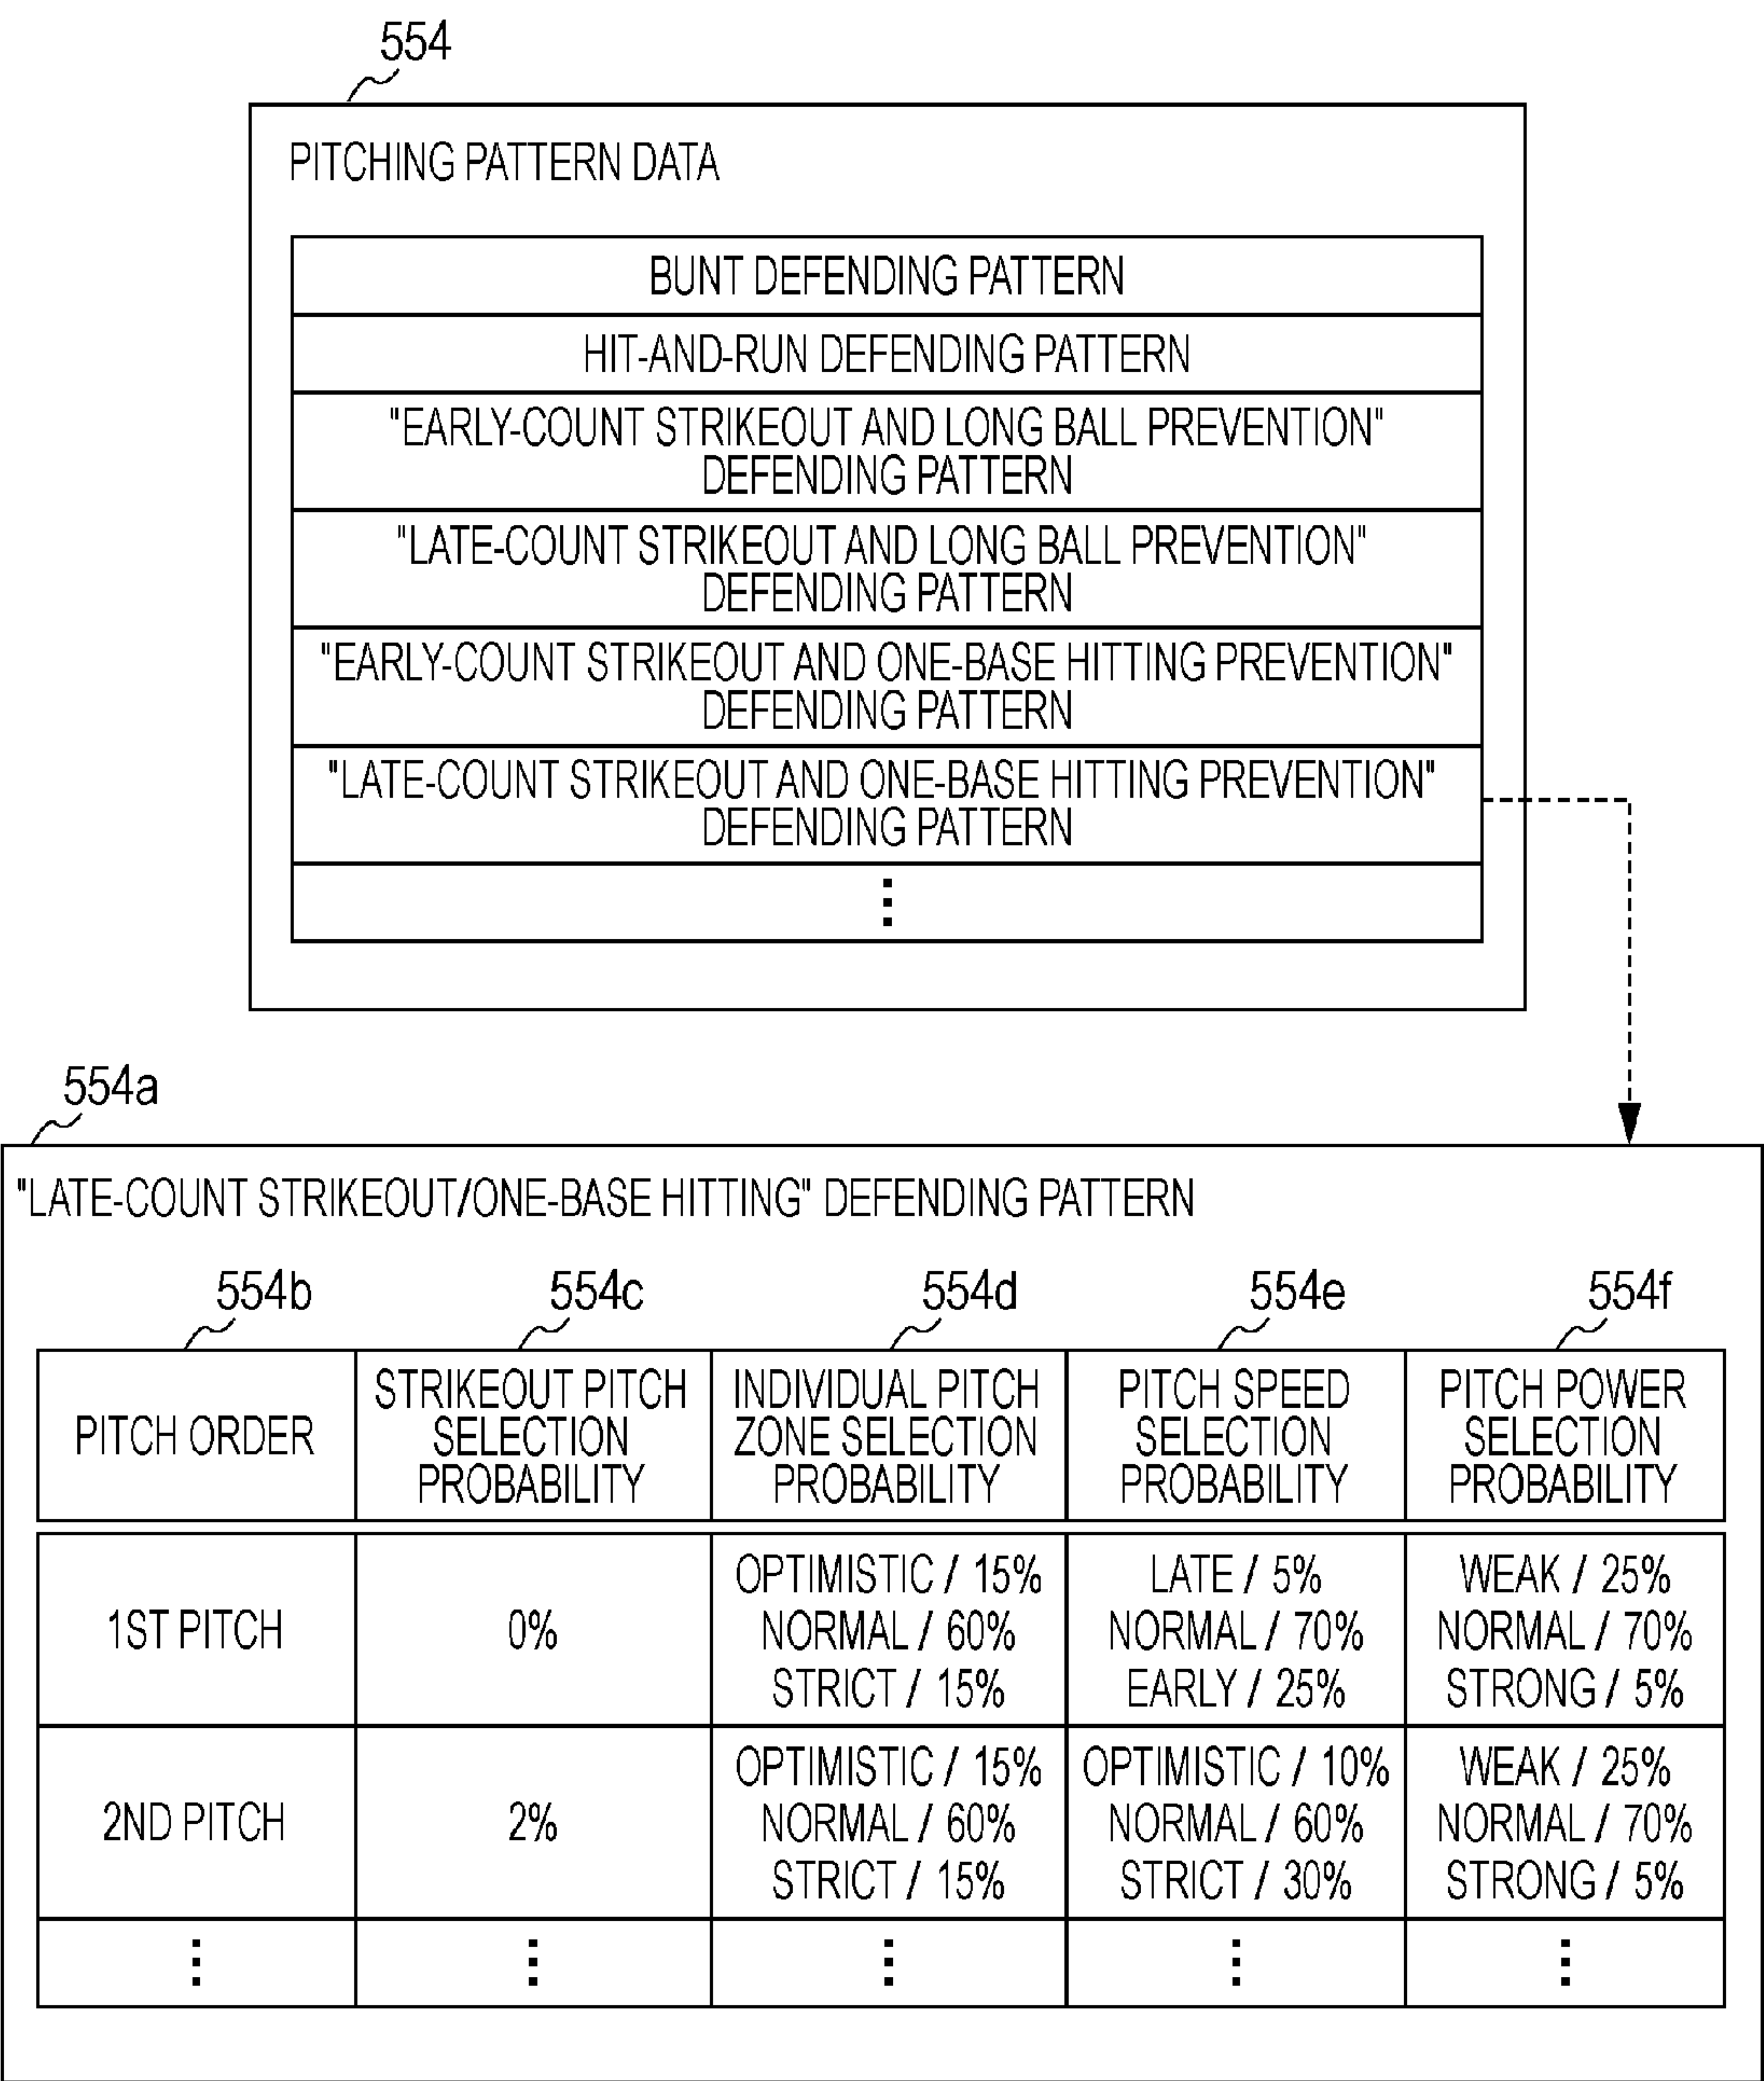 554
PITCHING PATTERN DATA
BUNT DEFENDING PATTERN
HIT-AND-RUN DEFENDING PATTERN
"EARLY-COUNT STRIKEOUT AND LONG BALL PREVENTION"
DEFENDING PATTERN
"LATE-COUNT STRIKEOUT AND LONG BALL PREVENTION"
DEFENDING PATTERN
"EARLY-COUNT STRIKEOUT AND ONE-BASE HITTING PREVENTION"
DEFENDING PATTERN
"LATE-COUNT STRIKEOUT AND ONE-BASE HITTING PREVENTION"
DEFENDING PATTERN
⋮
554a
"LATE-COUNT STRIKEOUT/ONE-BASE HITTING" DEFENDING PATTERN
554b 554c 554d 554e 554f
PITCH ORDER
STRIKEOUT PITCH
SELECTION
PROBABILITY
INDIVIDUAL PITCH
ZONE SELECTION
PROBABILITY
PITCH SPEED
SELECTION
PROBABILITY
PITCH POWER
SELECTION
PROBABILITY
1ST PITCH
0%
OPTIMISTIC / 15%
NORMAL / 60%
STRICT / 15%
LATE / 5%
NORMAL / 70%
EARLY / 25%
WEAK / 25%
NORMAL / 70%
STRONG / 5%
2ND PITCH
2%
OPTIMISTIC / 15%
NORMAL / 60%
STRICT / 15%
OPTIMISTIC / 10%
NORMAL / 60%
STRICT / 30%
WEAK / 25%
NORMAL / 70%
STRONG / 5%
⋮ ⋮ ⋮ ⋮ ⋮